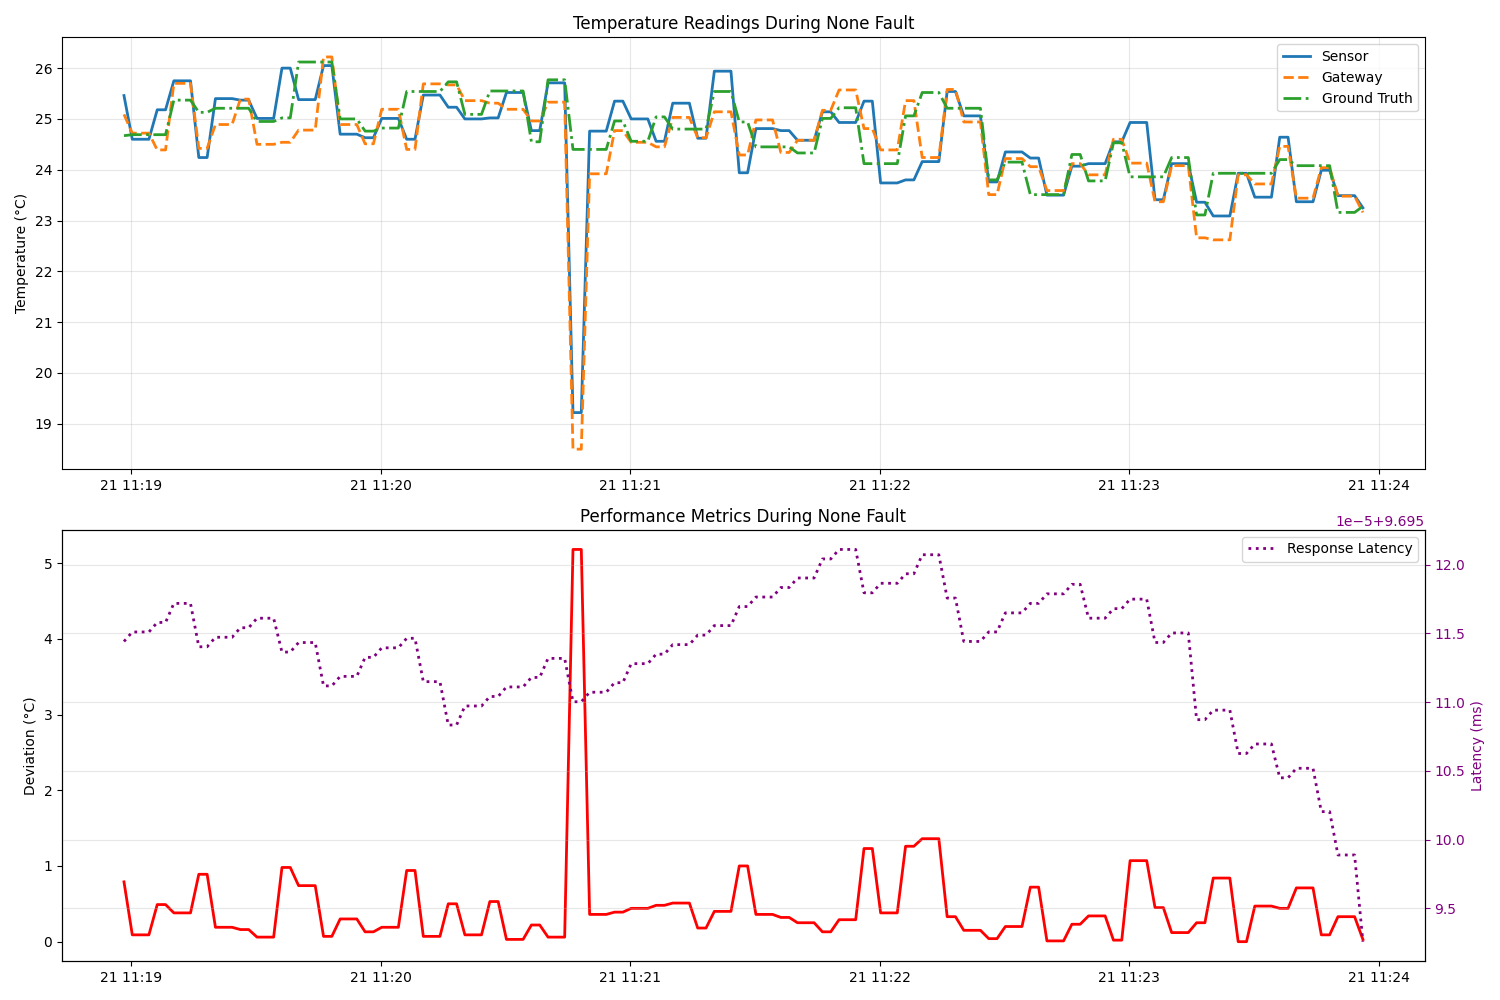 Temperature Readings During None Fault
Sensor
Gateway
Ground Truth
Temperature (°C)
26
25
24
23
22
21
20
19
21 11:19 21 11:20 21 11:21 21 11:22 21 11:23 21 11:24
Performance Metrics During None Fault
1e−5+9.695
Response Latency
Deviation (°C)
5
4
3
2
1
0
12.0
11.5
11.0
10.5
10.0
9.5
Latency (ms)
21 11:19 21 11:20 21 11:21 21 11:22 21 11:23 21 11:24